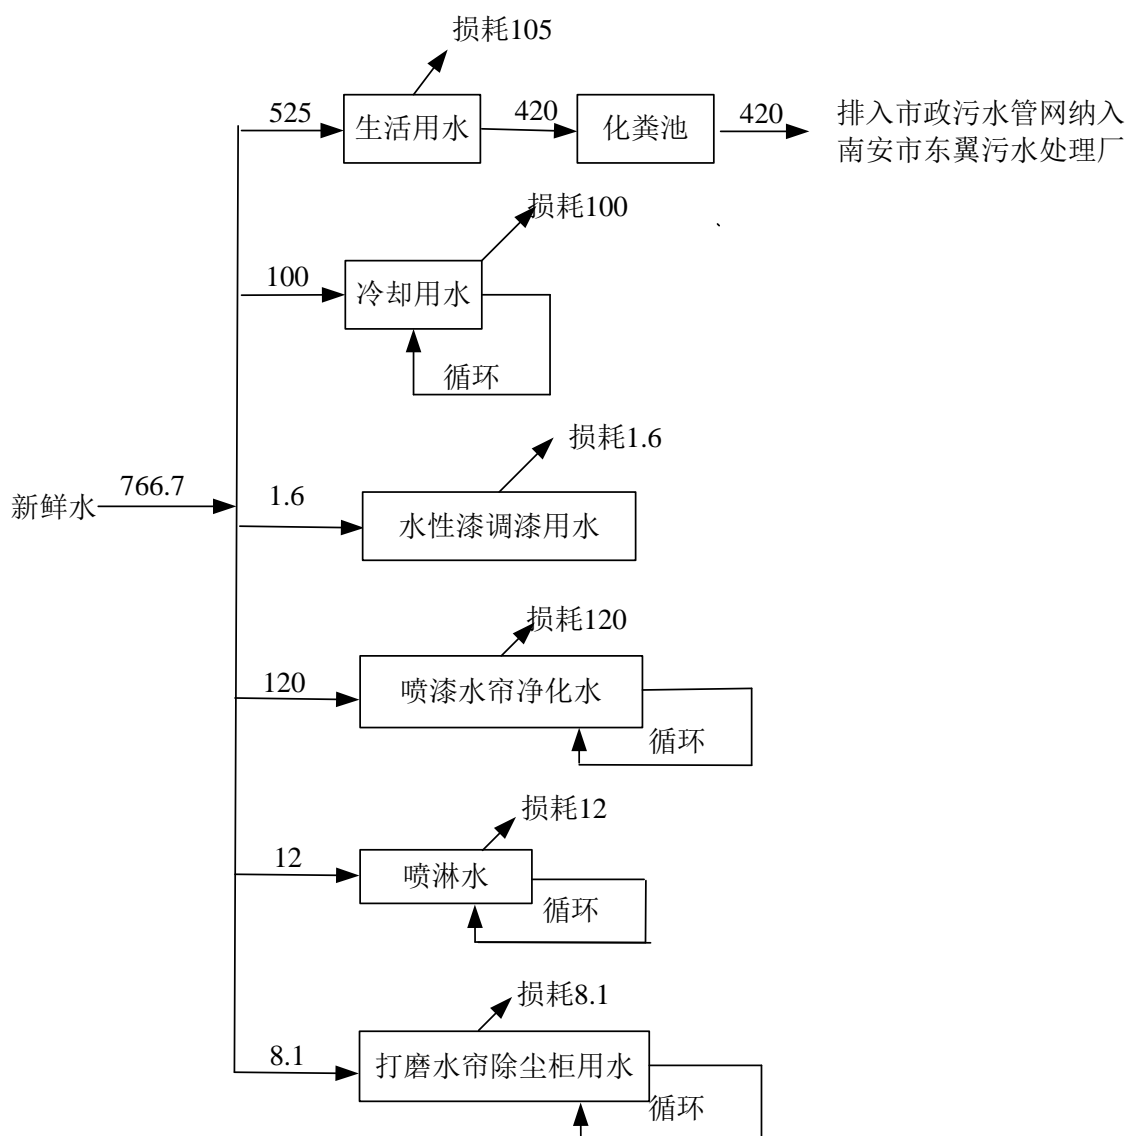 损耗105
525
生活用水
420
化粪池
420
排入市政污水管网纳入
南安市东翼污水处理厂
损耗100
100
冷却用水
循环
损耗1.6
新鲜水
766.7
1.6
水性漆调漆用水
损耗120
120
喷漆水帘净化水
循环
损耗12
12
喷淋水
循环
损耗8.1
8.1
打磨水帘除尘柜用水
循环